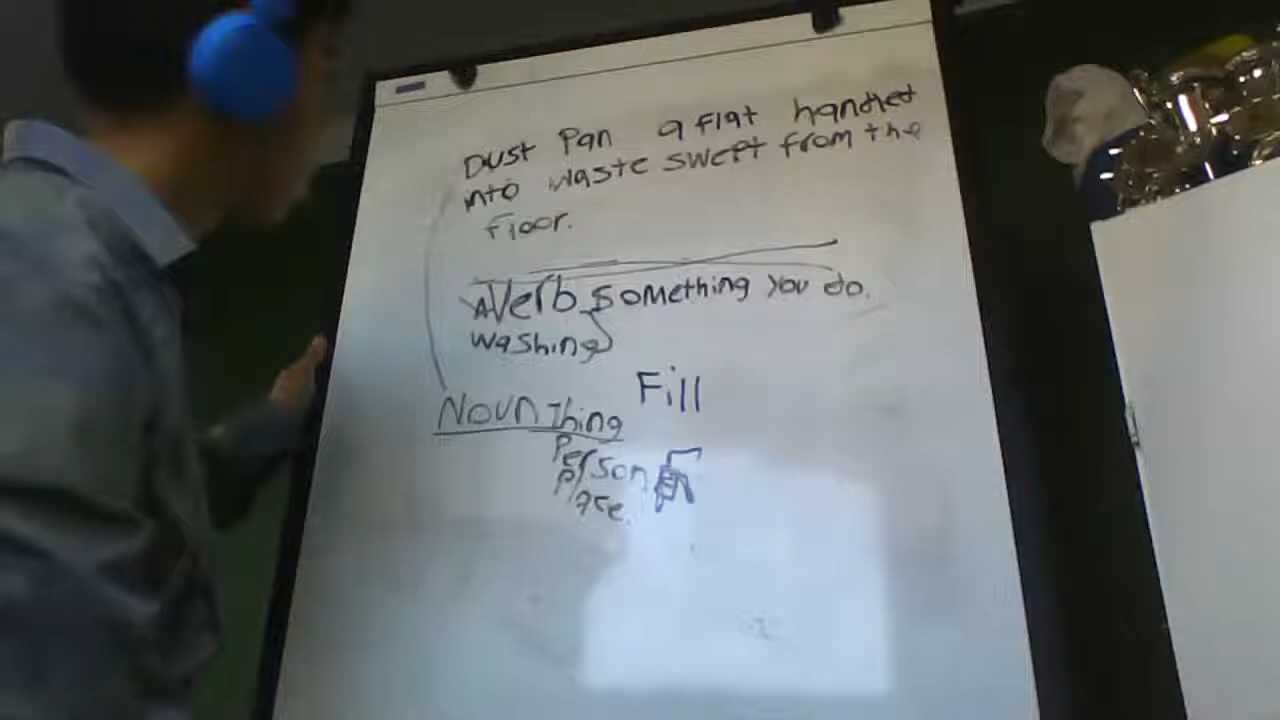 Dust Pan a flat handled
into waste swept from the
floor.
A Verb something you do.
washing
Fill
Noun Thing
Person
Place.